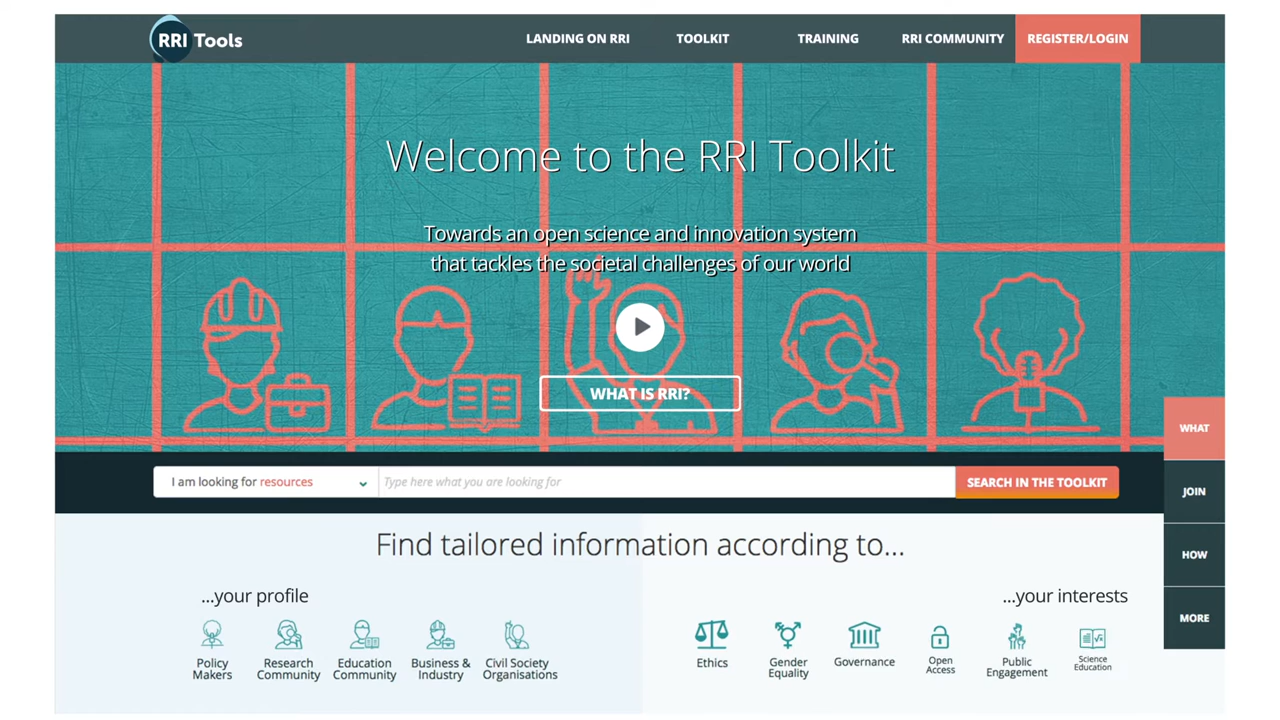 RRI Tools
LANDING ON RRI
TOOLKIT
TRAINING
RRI COMMUNITY
REGISTER/LOGIN
Welcome to the RRI Toolkit
Towards an open science and innovation system
that tackles the societal challenges of our world
WHAT IS RRI?
WHAT
JOIN
HOW
MORE
I am looking for resources
Type here what you are looking for
SEARCH IN THE TOOLKIT
Find tailored information according to...
...your profile
Policy
Makers
Research
Community
Education
Community
Business &
Industry
Civil Society
Organisations
...your interests
Ethics
Gender
Equality
Governance
Open
Access
Public
Engagement
Science
Education